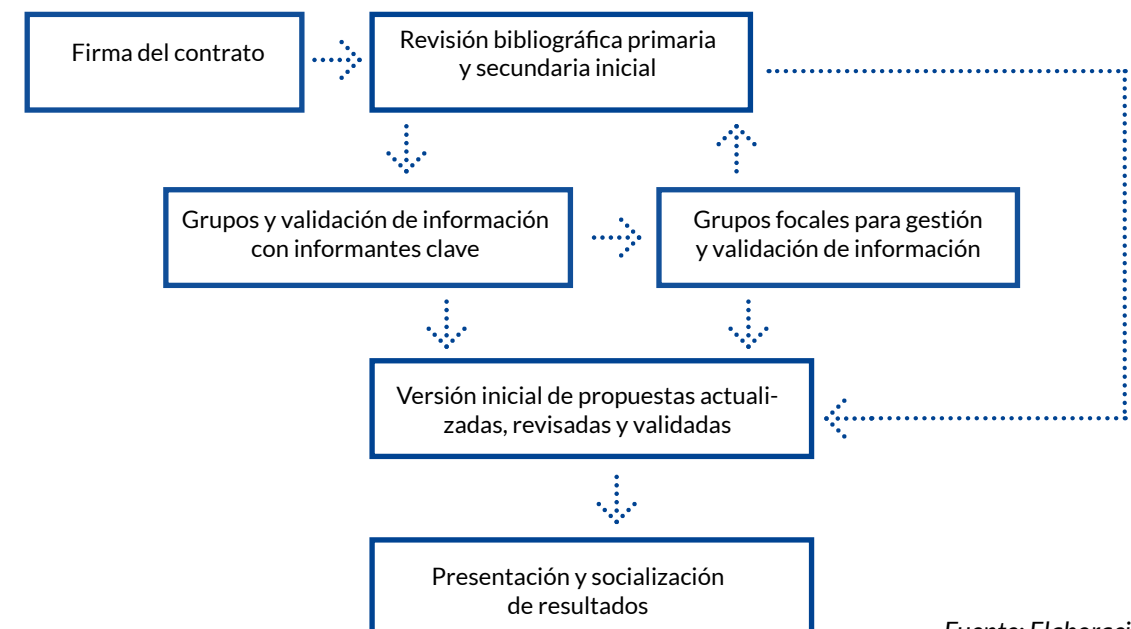 Firma del contrato
Revisión bibliográfica primaria
y secundaria inicial
Grupos y validación de información
con informantes clave
Grupos focales para gestión
y validación de información
Versión inicial de propuestas actuali-
zadas, revisadas y validadas
Presentación y socialización
de resultados
Fuente: